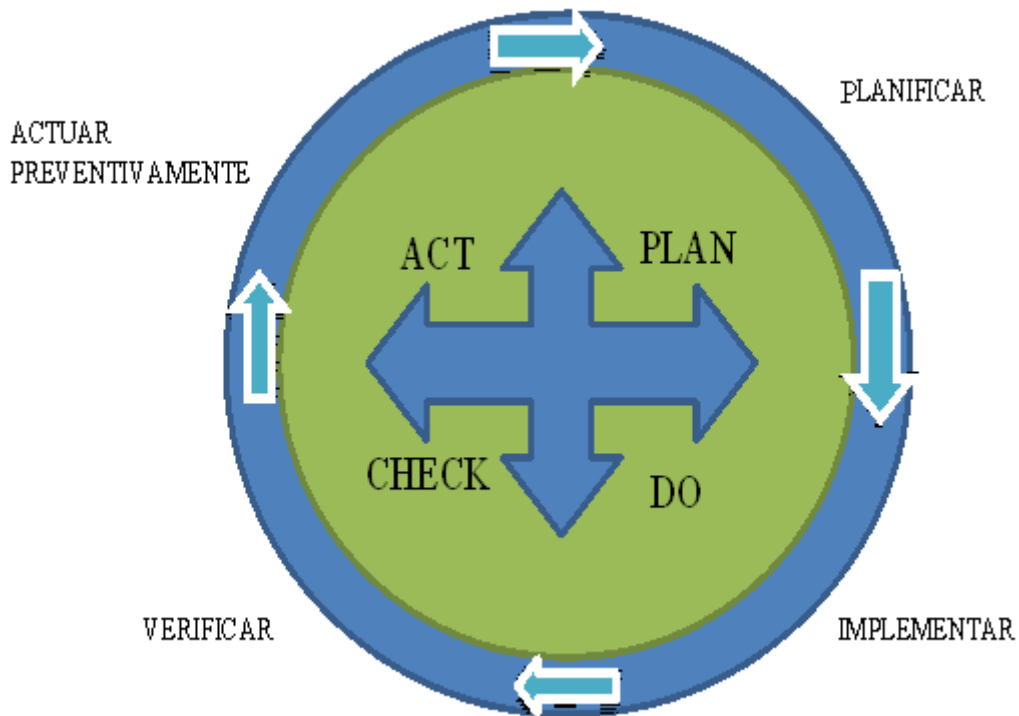 PLANIFICAR
ACTUAR
PREVENTIVAMENTE
ACT
PLAN
CHECK
DO
VERIFICAR
IMPLEMENTAR